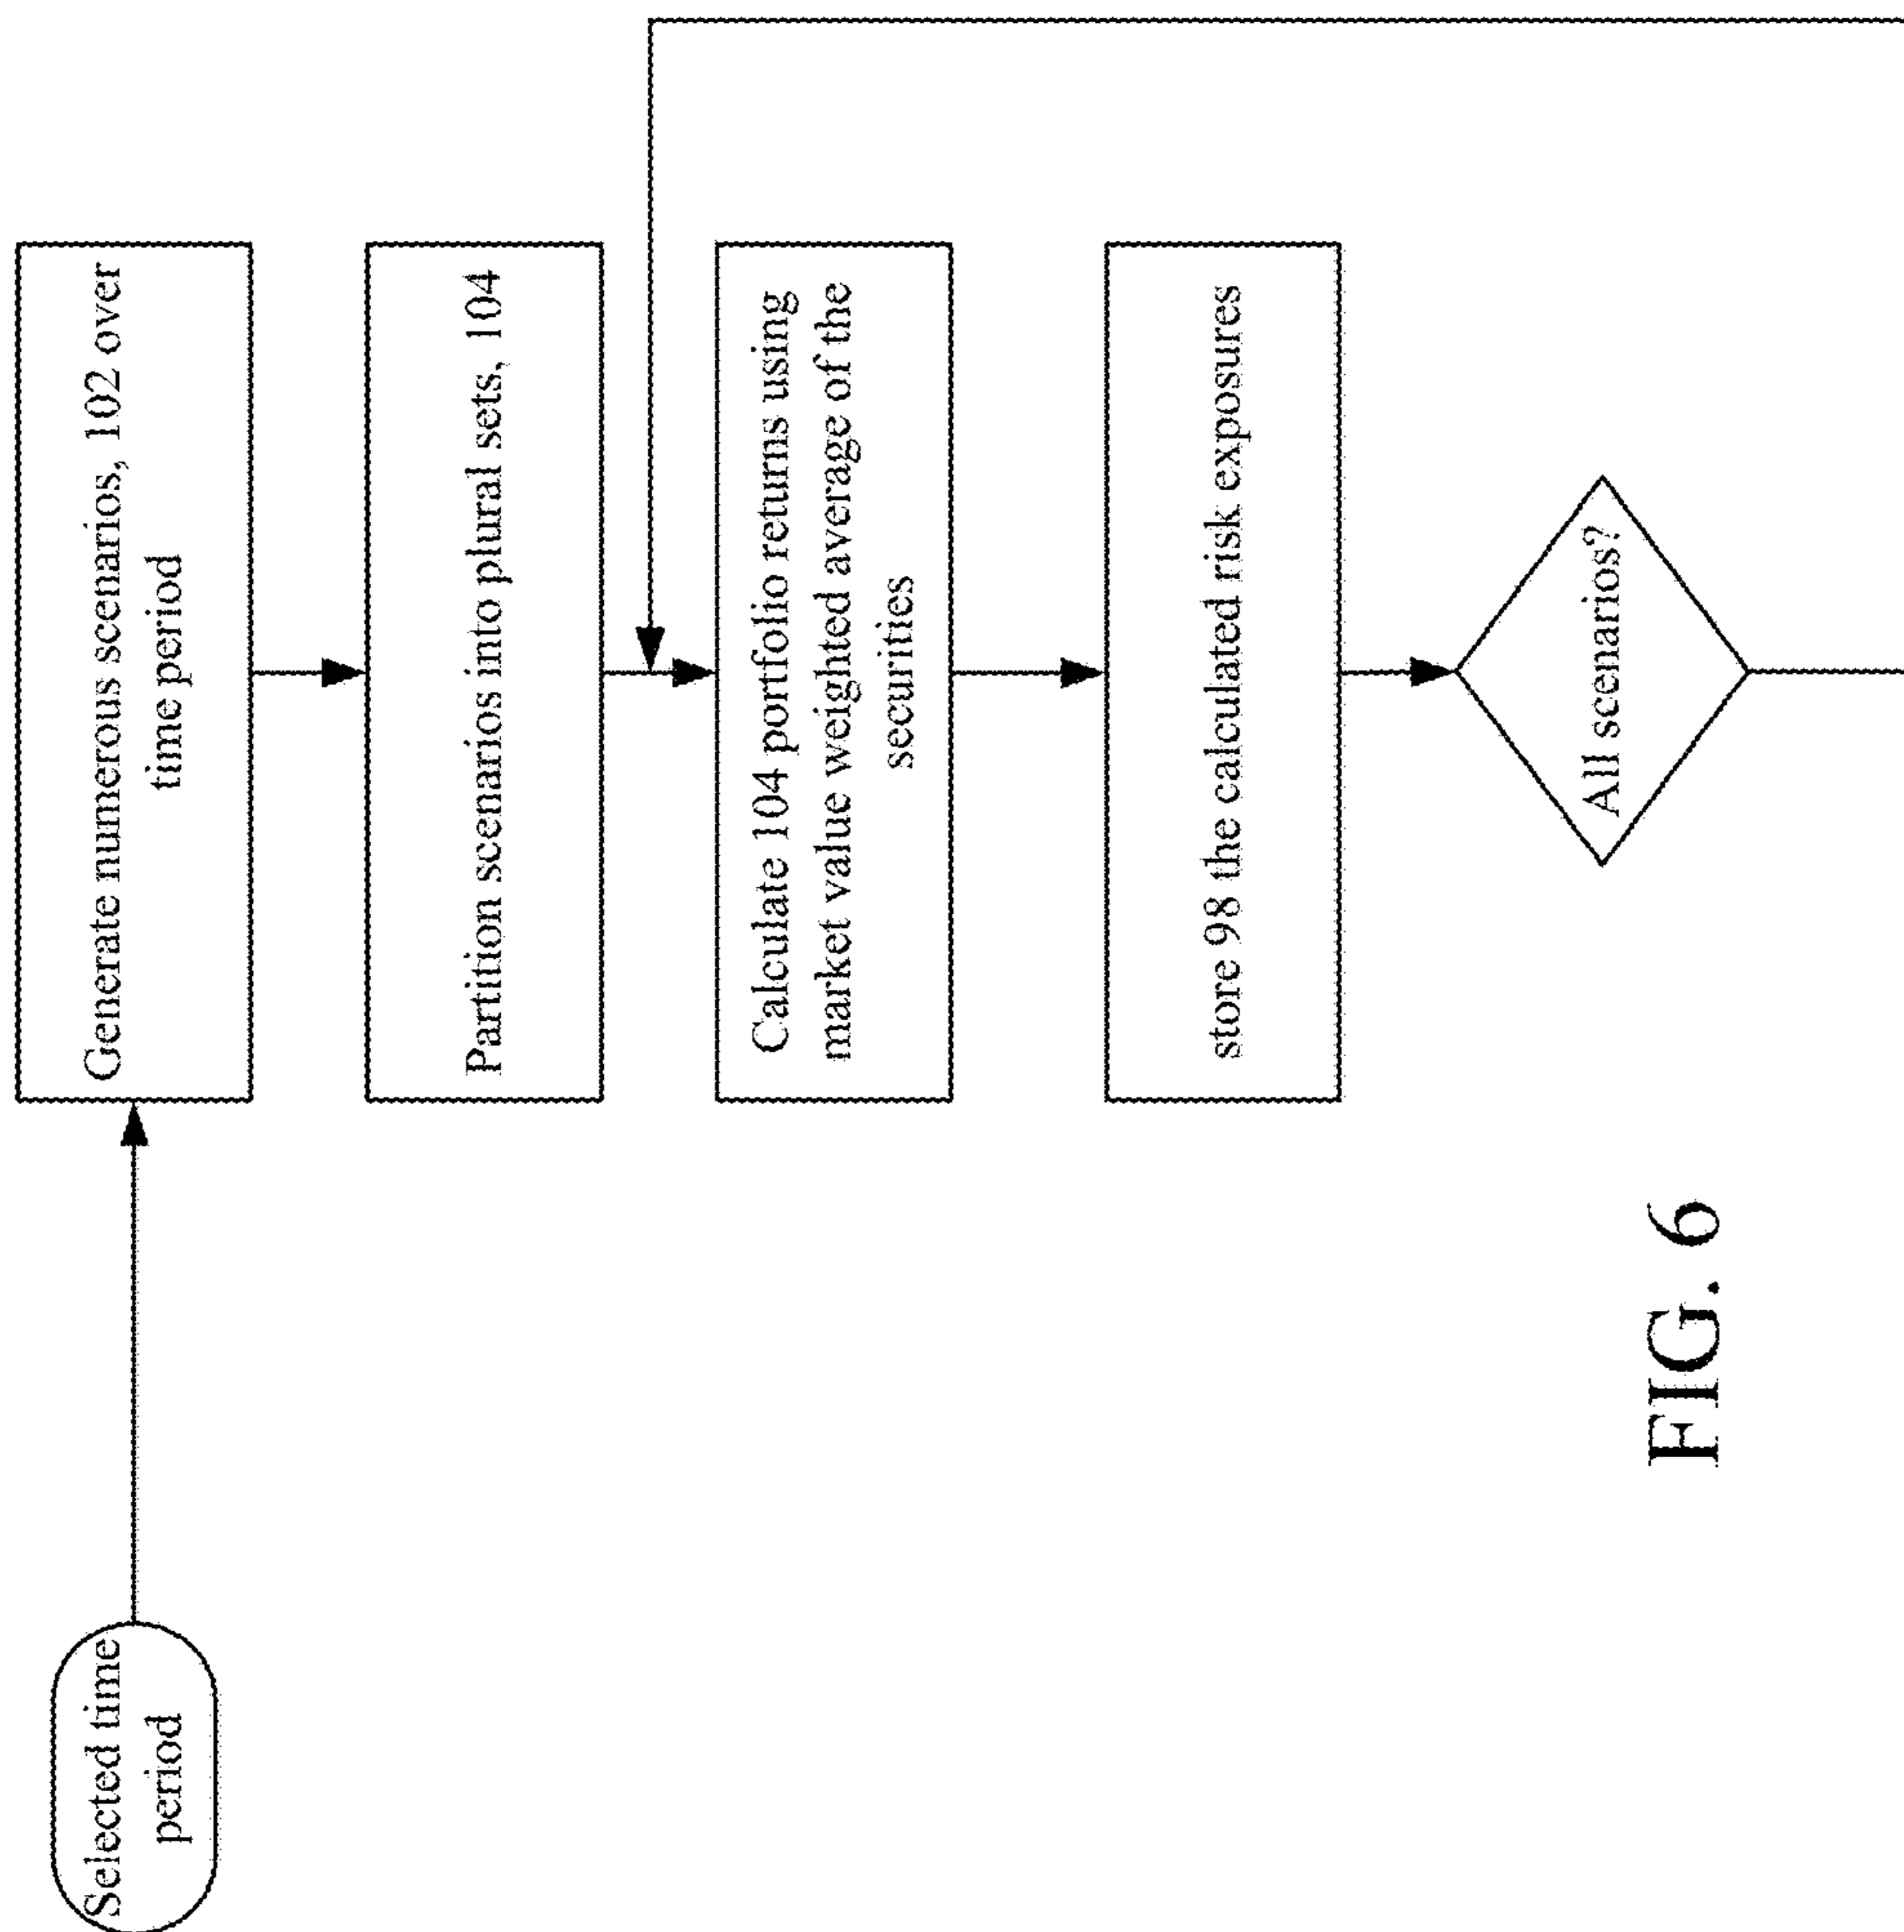 Selected time
period
Generate numerous scenarios, 102 over
time period
Partition scenarios into plural sets, 104
Calculate 104 portfolio returns using
market value weighted average of the
securities
store 98 the calculated risk exposures
All scenarios?
FIG. 6